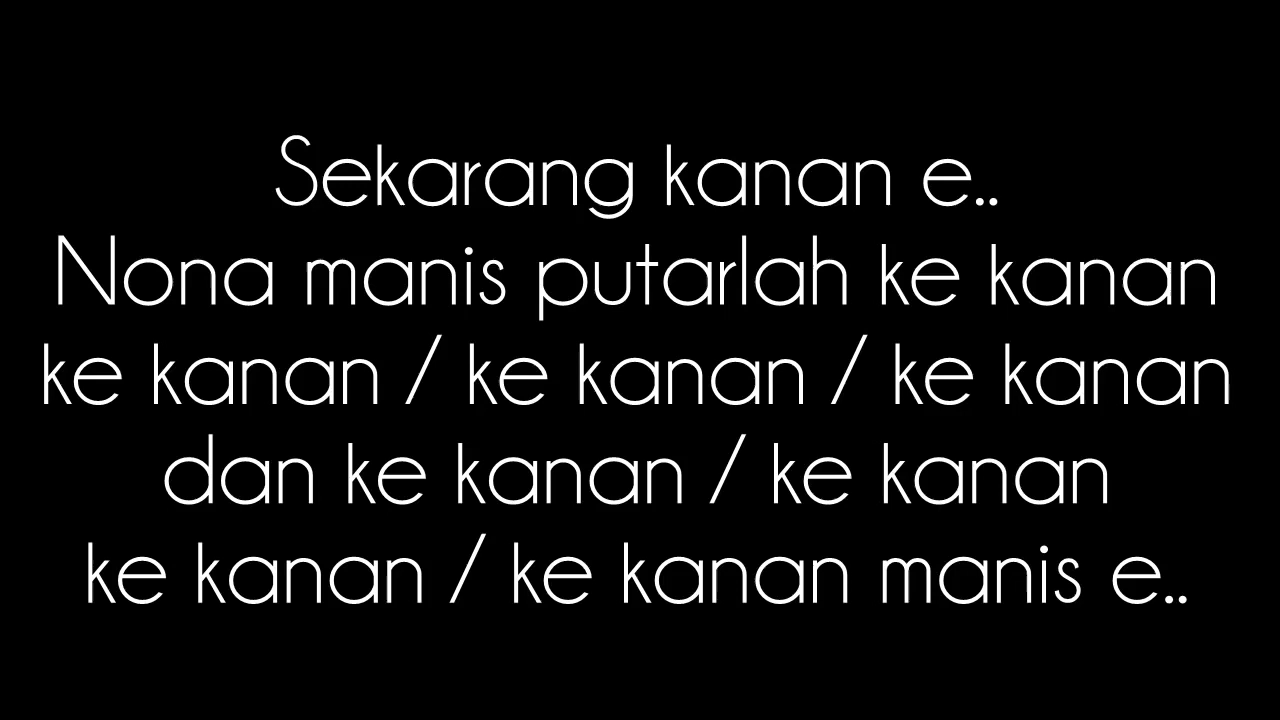 Sekarang kanan e..
Nona manis putarlah ke kanan
ke kanan / ke kanan / ke kanan
dan ke kanan / ke kanan
ke kanan / ke kanan manis e..